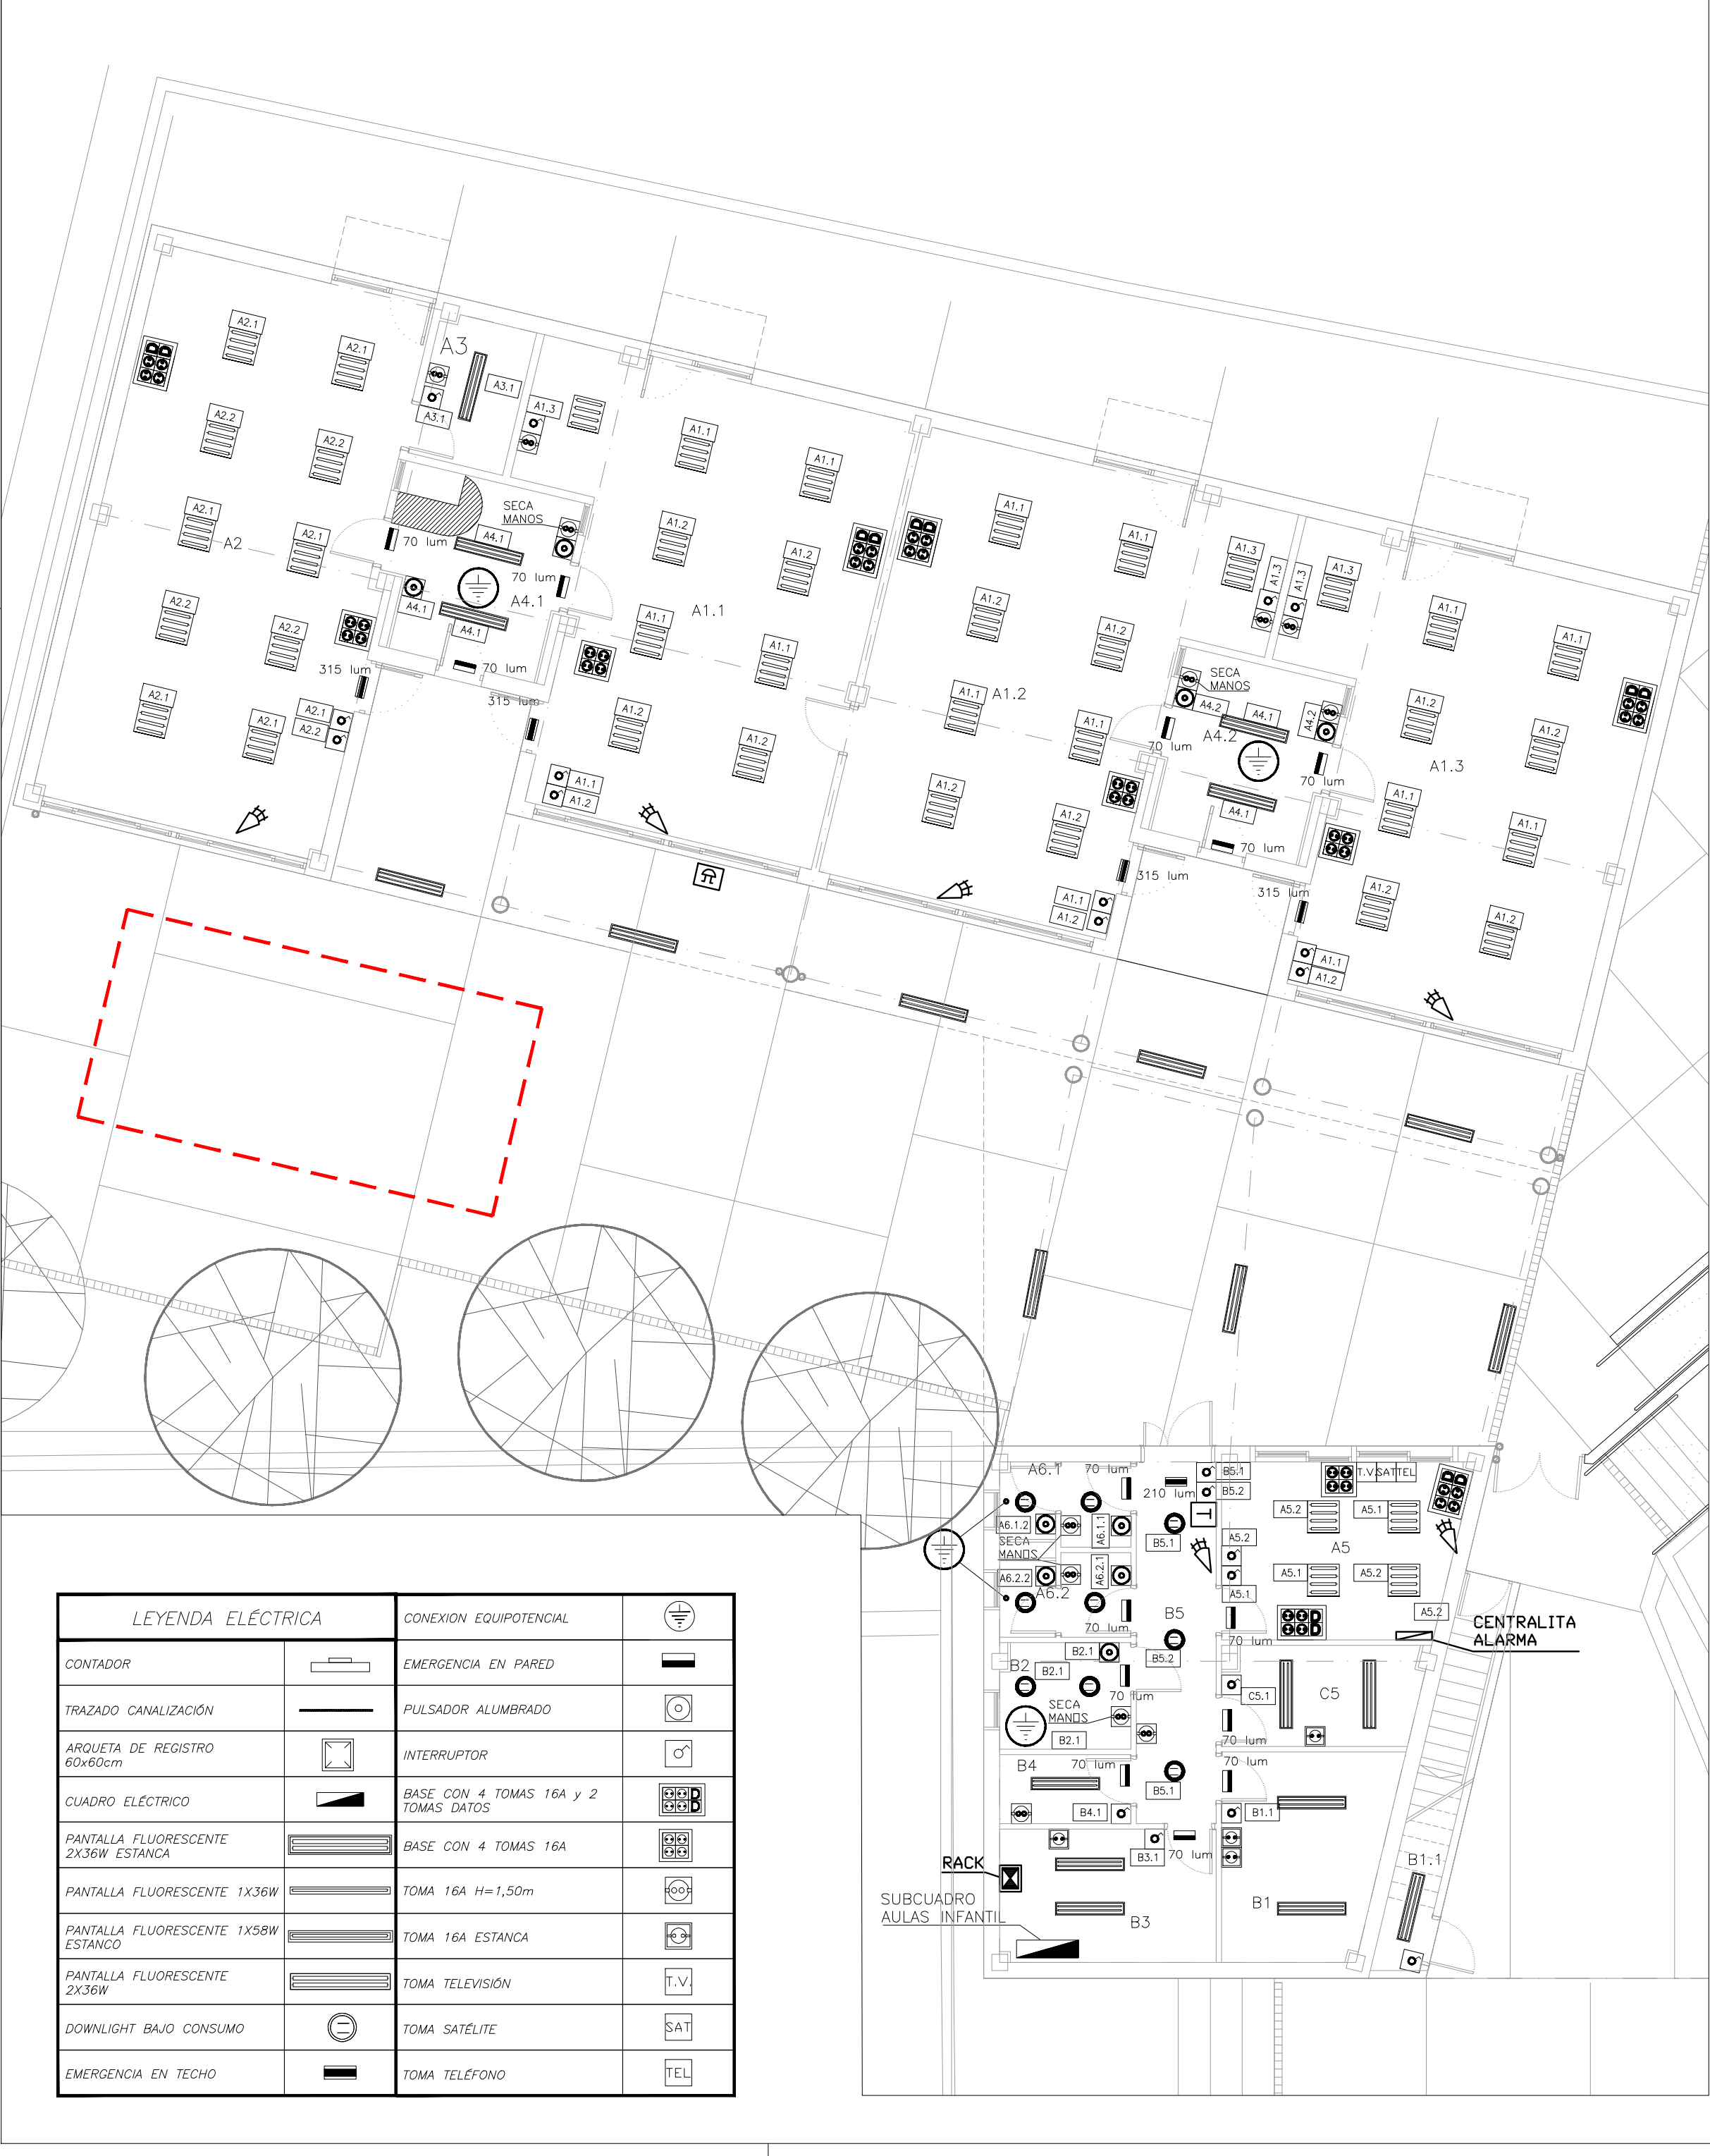 A2.1
A2.1
A3
A3.1
A3.1
A1.3
A2.2
A2.2
A1.1
A1.1
A2.1
A2.1
A2
SECA
MANOS
70 lum
A4.1
A1.2
A1.2
A1.1
A1.1
A1.3
A1.3
A1.3
A1.3
70 lum
A4.1
A4.1
A4.1
A2.2
A2.2
A1.1
A1.1
A1.1
A1.2
A1.2
A1.1
A1.1
315 lum
70 lum
315 lum
A2.1
A2.1
A2.1
A2.2
A1.2
A1.2
A1.1
A1.2
A1.1
A1.2
A1.1
SECA
MANOS
A4.2
A4.1
A4.2
A4.2
70 lum
70 lum
A4.1
70 lum
A1.2
A1.2
A1.3
A1.1
A1.1
A1.2
A1.2
315 lum
315 lum
A1.1
A1.2
A1.2
A1.2
A1.1
A1.2
A6.1
70 lum
210 lum
B5.1
B5.2
T.V.
SAT
TEL
A6.1.2
A6.1.1
SECA
MANOS
A6.2.2
A6.2.1
A6.2
70 lum
B5.1
T
A5.2
A5.1
A5.2
A5.1
A5
A5.1
A5.2
A5.2
CENTRALITA
ALARMA
B5
B5.2
70 lum
B2
B2.1
B2.1
70 lum
SECA
MANOS
B2.1
C5.1
C5
70 lum
70 lum
B4
70 lum
B5.1
B4.1
B1.1
B3.1
70 lum
RACK
SUBCUADRO
AULAS INFANTIL
B3
B1
B1.1
LEYENDA ELÉCTRICA
CONEXION EQUIPOTENCIAL
CONTADOR
EMERGENCIA EN PARED
TRAZADO CANALIZACIÓN
PULSADOR ALUMBRADO
ARQUETA DE REGISTRO
60x60cm
INTERRUPTOR
CUADRO ELÉCTRICO
BASE CON 4 TOMAS 16A y 2
TOMAS DATOS
D
D
PANTALLA FLUORESCENTE
2X36W ESTANCA
BASE CON 4 TOMAS 16A
PANTALLA FLUORESCENTE 1X36W
TOMA 16A H=1,50m
PANTALLA FLUORESCENTE 1X58W
ESTANCO
TOMA 16A ESTANCA
PANTALLA FLUORESCENTE
2X36W
TOMA TELEVISIÓN
T.V.
DOWNLIGHT BAJO CONSUMO
TOMA SATÉLITE
SAT
EMERGENCIA EN TECHO
TOMA TELÉFONO
TEL